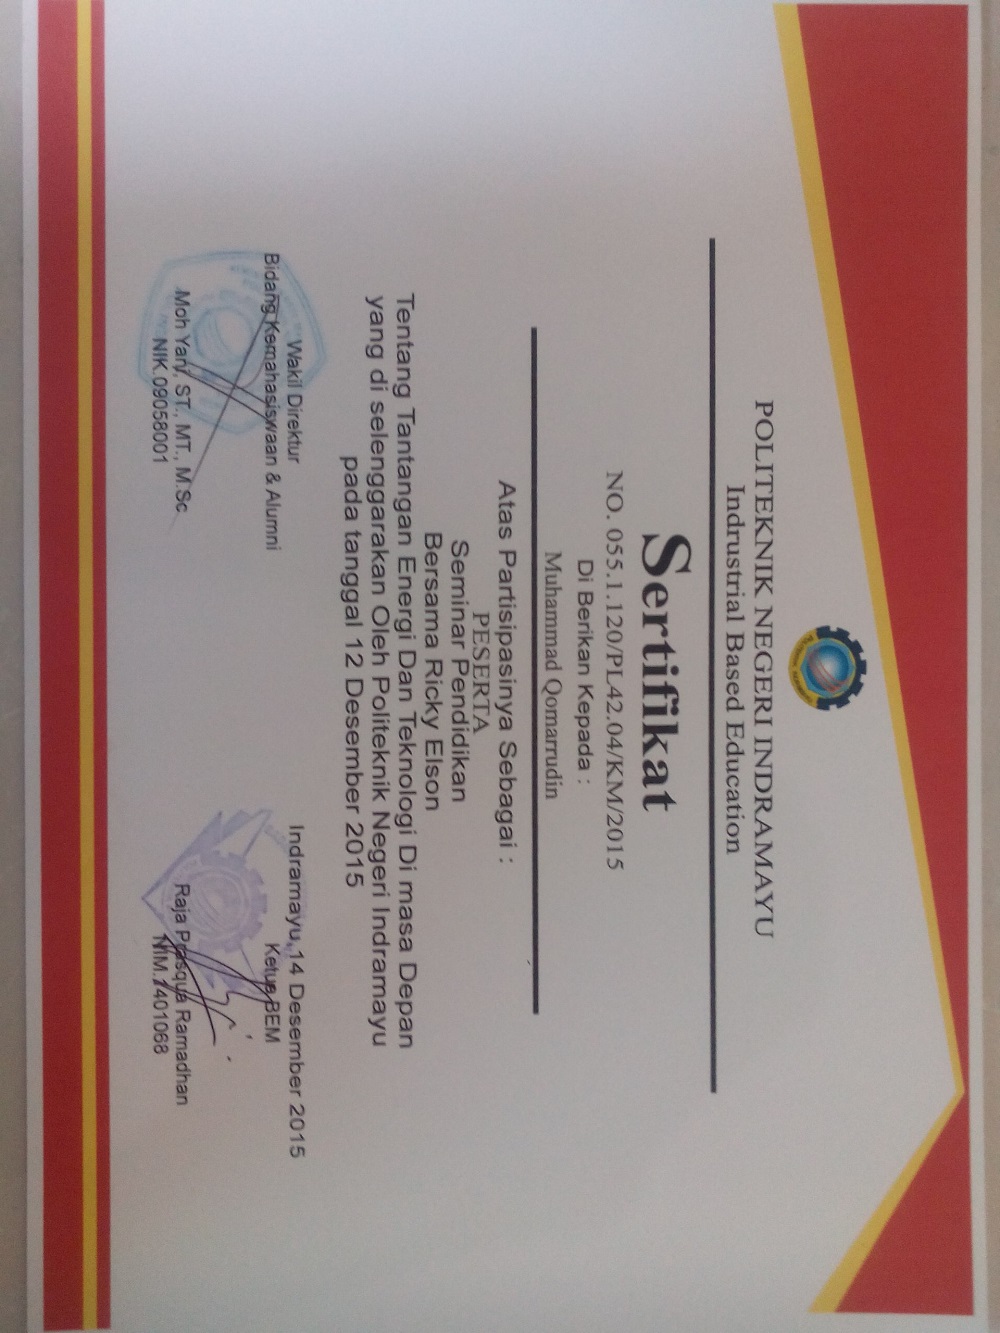 POLITEKNIK NEGERI INDRAMAYU
Indrustrial Based Education
Sertifikat
NO. 055.1.120/PL42.04/KM/2015
Di Berikan Kepada :
Muhammad Qomarrudin
Atas Partisipasinya Sebagai :
PESERTA
Seminar Pendidikan
Bersama Ricky Elson
Tentang Tantangan Energi Dan Teknologi Di masa Depan
yang di selenggarakan Oleh Politeknik Negeri Indramayu
pada tanggal 12 Desember 2015
Wakil Direktur
Bidang Kemahasiswaan & Alumni
Moh Yani, ST., MT., M.Sc
NIK.09058001
Indramayu,14 Desember 2015
Ketua BEM
Raja Prasqua Ramadhan
NIM.1401068